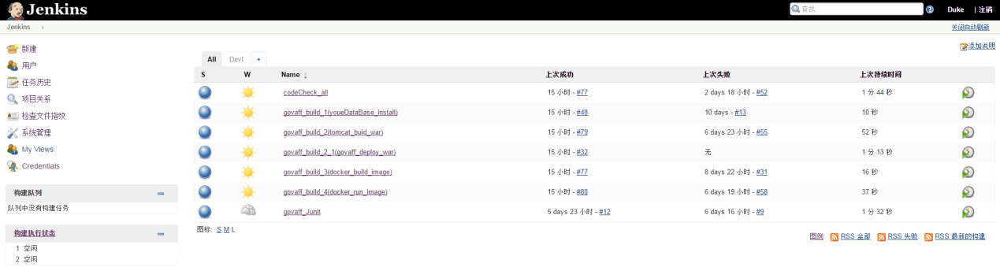 Jenkins
查找
Duke | 注销
Jenkins
关闭自动刷新
新建
用户
任务历史
项目关系
检查文件指纹
系统管理
My Views
Credentials
构建队列
队列中没有构建任务
构建执行状态
1 空闲
2 空闲
添加说明
All Devl +
S W Name ↓ 上次成功 上次失败 上次持续时间
codeCheck_all 15 小时 - #77 2 days 18 小时 - #52 1 分 44 秒
govaff_build_1(youeDataBase_install) 15 小时 - #48 10 days - #13 10 秒
govaff_build_2(tomcat_buid_war) 15 小时 - #79 6 days 23 小时 - #55 52 秒
govaff_build_2_1(govaff_deploy_war) 15 小时 - #32 无 1 分 13 秒
govaff_build_3(docker_build_image) 15 小时 - #77 8 days 22 小时 - #31 16 秒
govaff_build_4(docker_run_image) 15 小时 - #80 6 days 19 小时 - #58 37 秒
govaff_Junit 5 days 23 小时 - #12 6 days 16 小时 - #9 1 分 32 秒
图标: S M L
图例 RSS 全部 RSS 失败 RSS 最新的构建